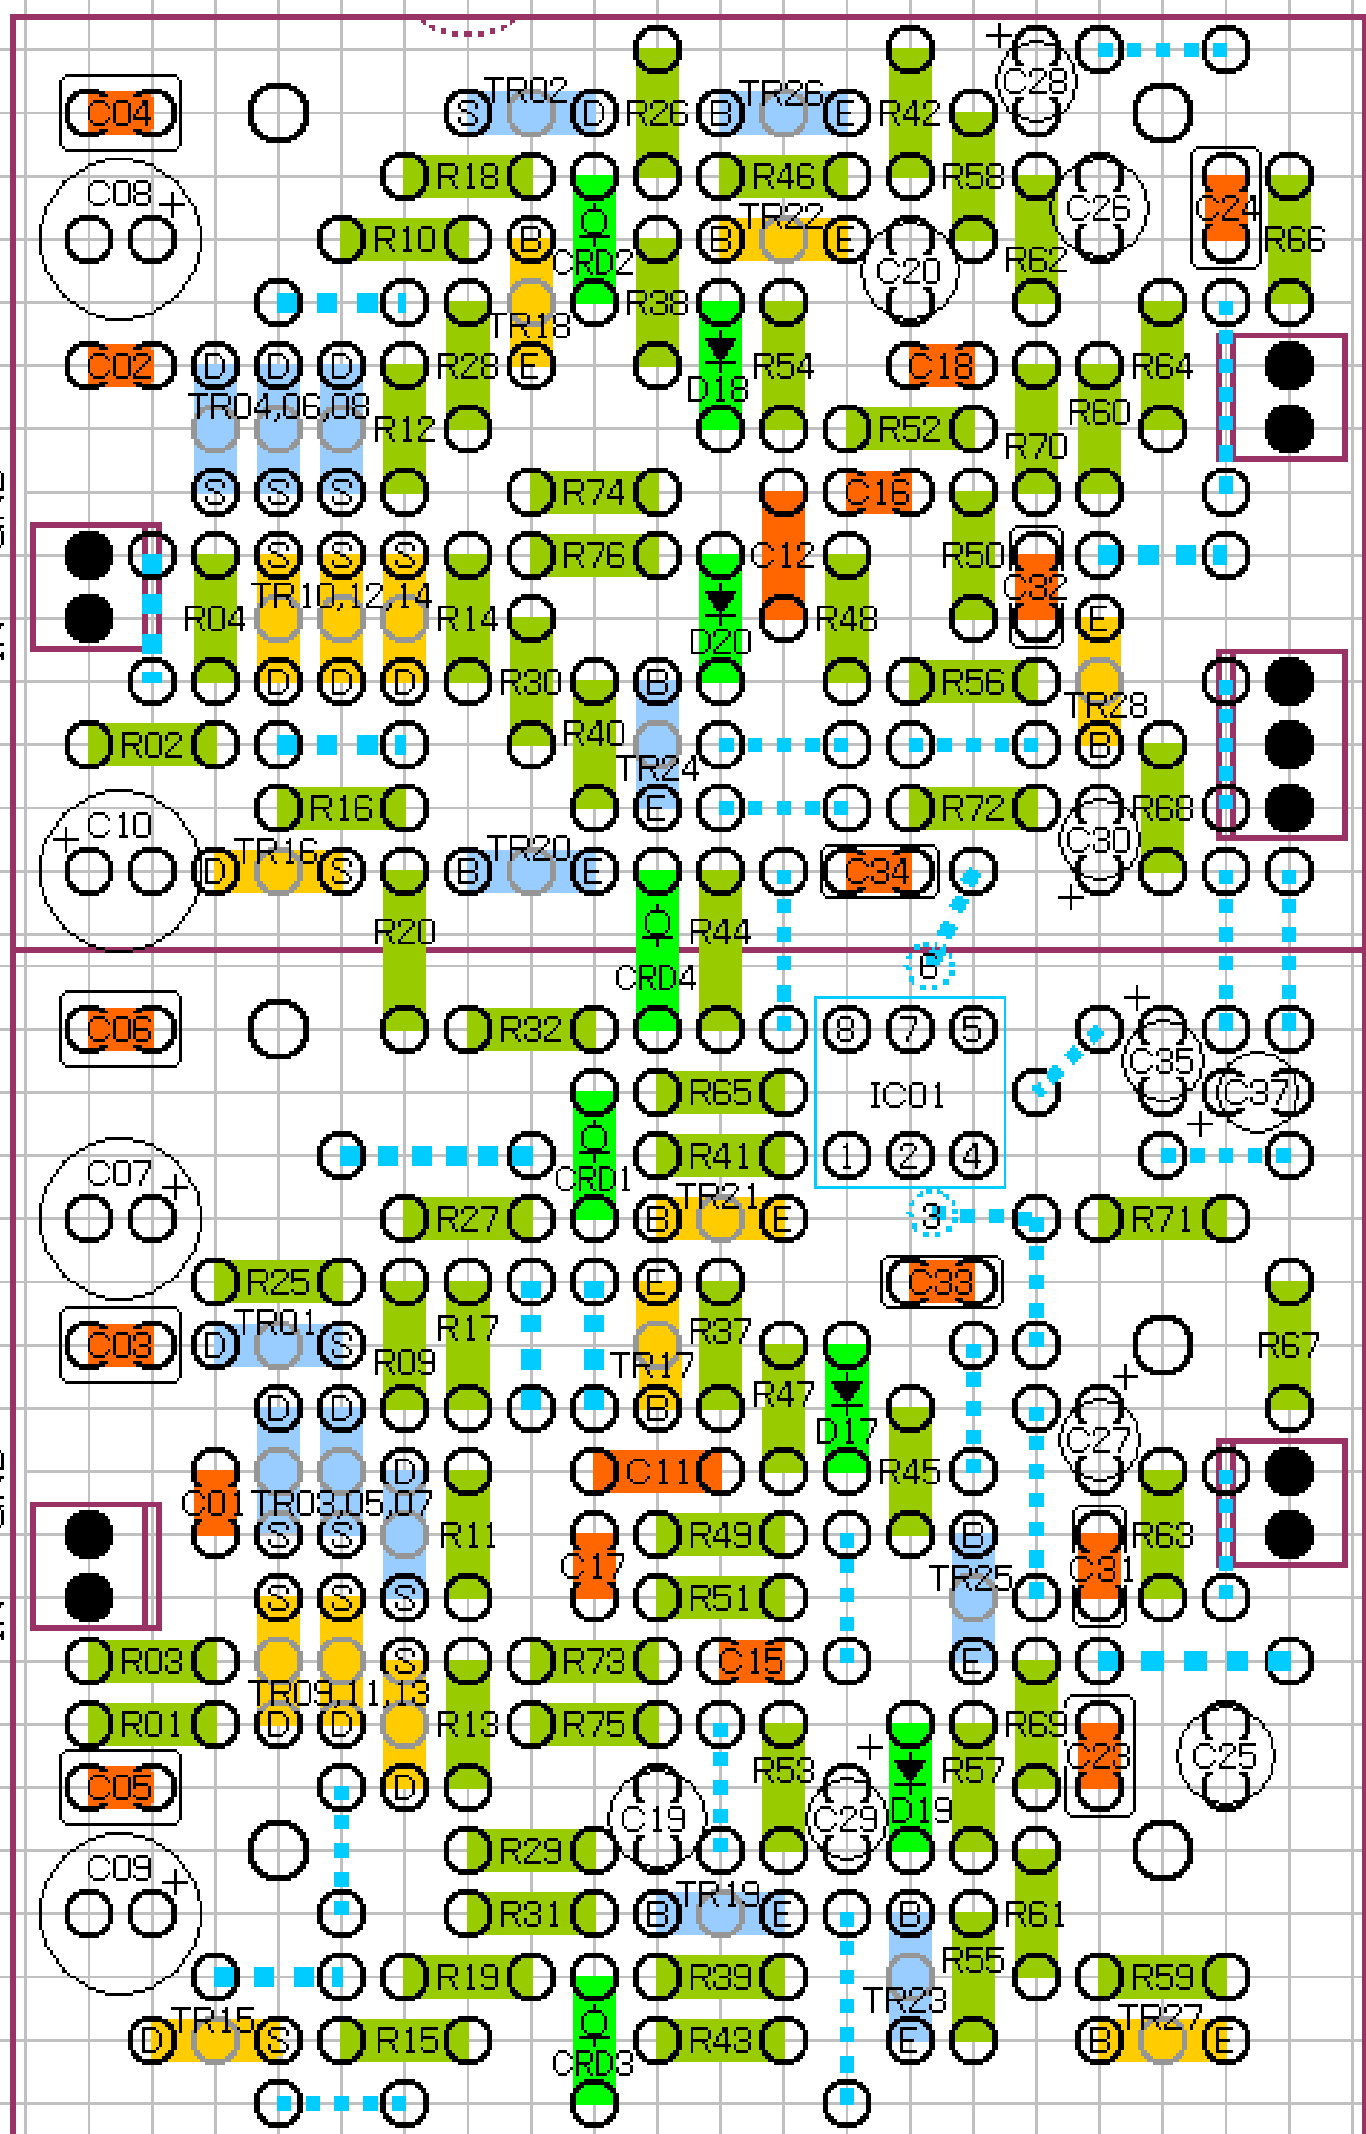 + C28
C04 S TR02 D R26 B TR26 E R42
R18 R46 R58
C08 + C26 C24
R10 B B TR22 E R66
CRD2 C20 R62
R38
TR18
C02 D D D R28 E D18 R54 C18 R64
TR04,06,08
R12 R52 R60
R70
S S S R74 C16
S S S R76 C12 R50
TR10,12,14 C32
R04 R14 D20 R48 E
D D D R30 B R56
TR28
R02 R40 B
TR24
R16 E R72 R68
C10 + C30
D TR16 S B TR20 E C34 +
R20 R44
6
CRD4
+
C06 R32 8 7 5
C35
R65 IC01 C37
+
R41 1 2 4
C07 + CRD1
R27 B TR21 E 3 R71
R25 E C33
C03 D TR01 S R17 R37 R67
R09 TR17 +
D D B R47
D17 C27
D C11 R45
C01 TR03,05,07
S S R11 R49 B R63
C17 C31
TR25
S S S R51
R03 S R73 C15 E
TR09,11,13
R01 D D R13 R75 R69
+ C23 C25
R53 R57
C05 D
C19 C29 D19
R29
C09 +
R31 B TR19 E B R61
R55
R19 R39 R59
TR23
D TR15 S R15 R43 E B TR27 E
CRD3